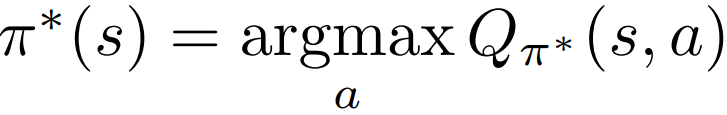 π*(s) = argmax Q_π*(s, a)
a